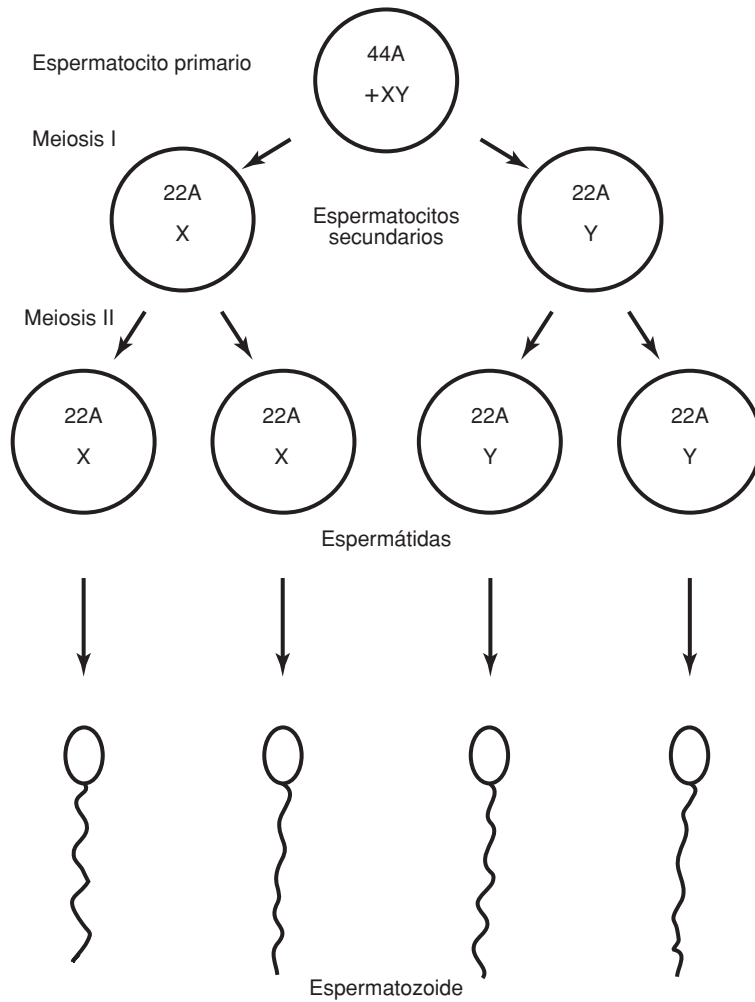 44A
+XY
Espermatocito primario
Meiosis I
22A
X
Espermatocitos
secundarios
22A
Y
Meiosis II
22A
X
22A
X
22A
Y
22A
Y
Espermátidas
Espermatozoide